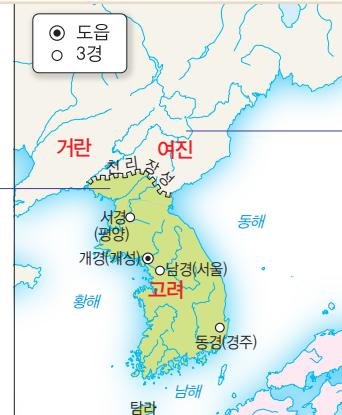 도읍
3경
거란
여진
천리장성
서경
(평양)
동해
개경(개성)
남경(서울)
고려
황해
동경(경주)
남해
탐라